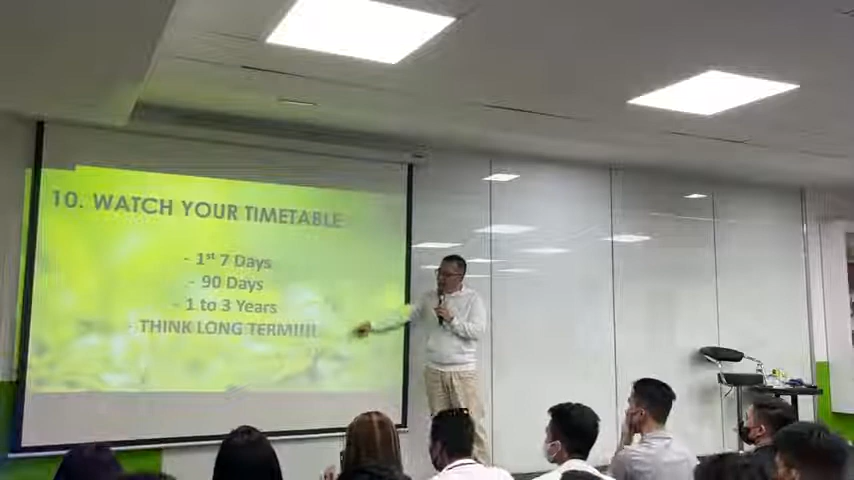 10. WATCH YOUR TIMETABLE
- 1st 7 Days
- 90 Days
- 1 to 3 Years
- THINK LONG TERM!!!!